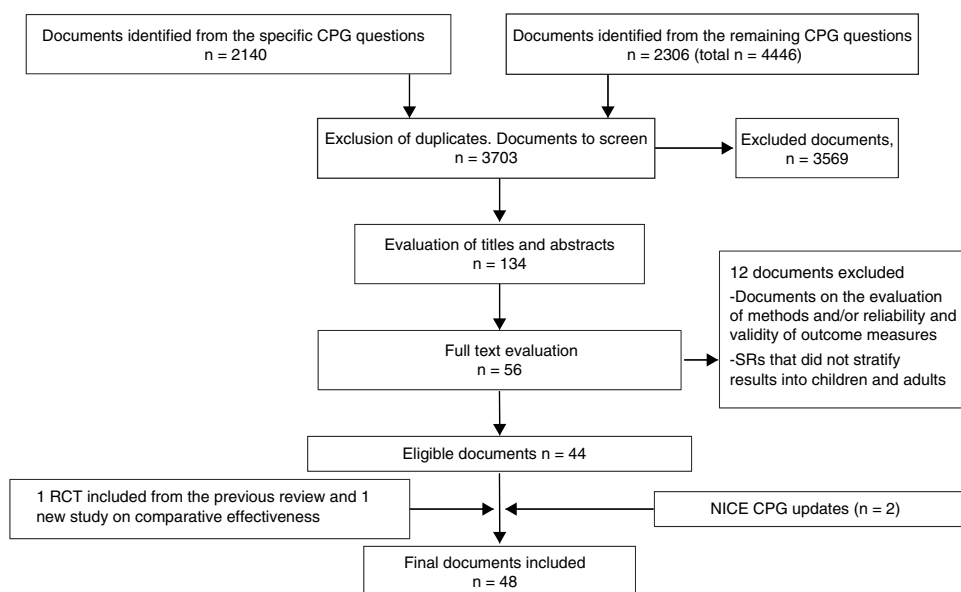 Documents identified from the specific CPG questions
n = 2140
Documents identified from the remaining CPG questions
n = 2306 (total n = 4446)
Exclusion of duplicates. Documents to screen
n = 3703
Excluded documents,
n = 3569
Evaluation of titles and abstracts
n = 134
12 documents excluded
-Documents on the evaluation
of methods and/or reliability and
validity of outcome measures
-SRs that did not stratify
results into children and adults
Full text evaluation
n = 56
Eligible documents n = 44
1 RCT included from the previous review and 1
new study on comparative effectiveness
NICE CPG updates (n = 2)
Final documents included
n = 48